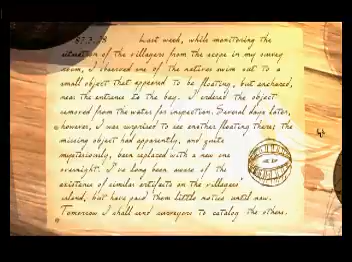 87.7.34 Last week, while monitoring the
situation of the villagers from the scope in my survey
room, I observed one of the natives swim out to a
small object that appeared to be floating, but anchored,
near the entrance to the bay. I ordered the object
removed from the water for inspection. Several days later,
however, I was surprised to see another floating there; the
missing object had apparently, and quite
mysteriously, been replaced with a new one
overnight. I've long been aware of the
existence of similar artifacts on the villagers'
island, but have paid them little notice until now.
Tomorrow I shall send surveyors to catalog the others.